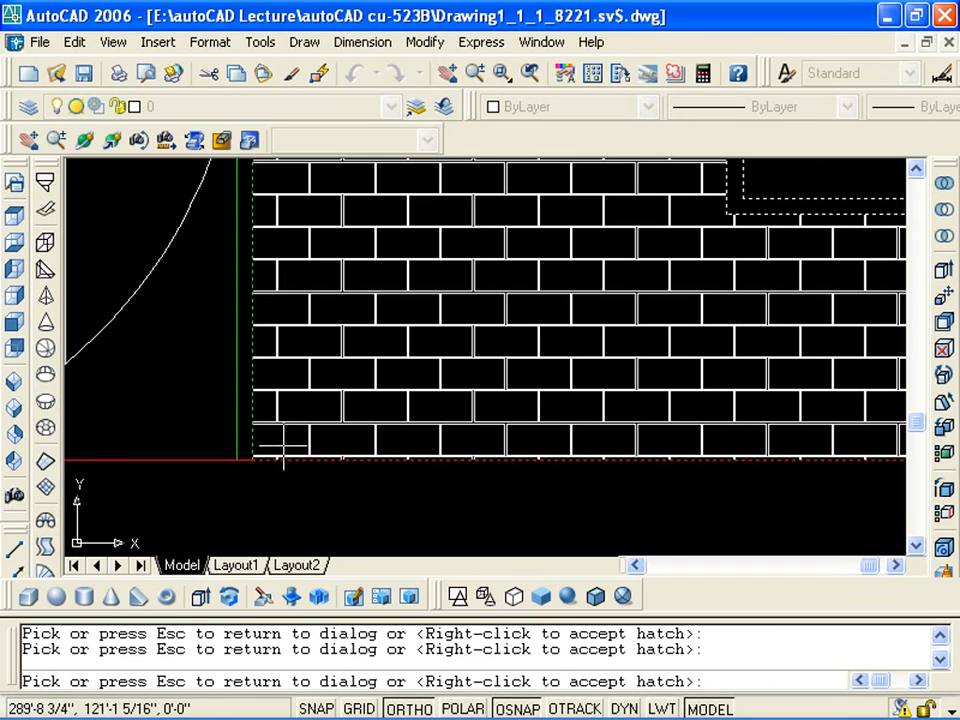 AutoCAD 2006 - [E:\autoCAD Lecture\autoCAD cu-523B\Drawing1_1_1_8221.sv$.dwg]
File Edit View Insert Format Tools Draw Dimension Modify Express Window Help
Standard
0 ByLayer ByLayer ByLaye
Y
X
Model Layout1 Layout2
Pick or press Esc to return to dialog or <Right-click to accept hatch>:
Pick or press Esc to return to dialog or <Right-click to accept hatch>:
Pick or press Esc to return to dialog or <Right-click to accept hatch>:
289'-8 3/4", 121'-1 5/16", 0'-0" SNAP GRID ORTHO POLAR OSNAP OTRACK DYN LWT MODEL